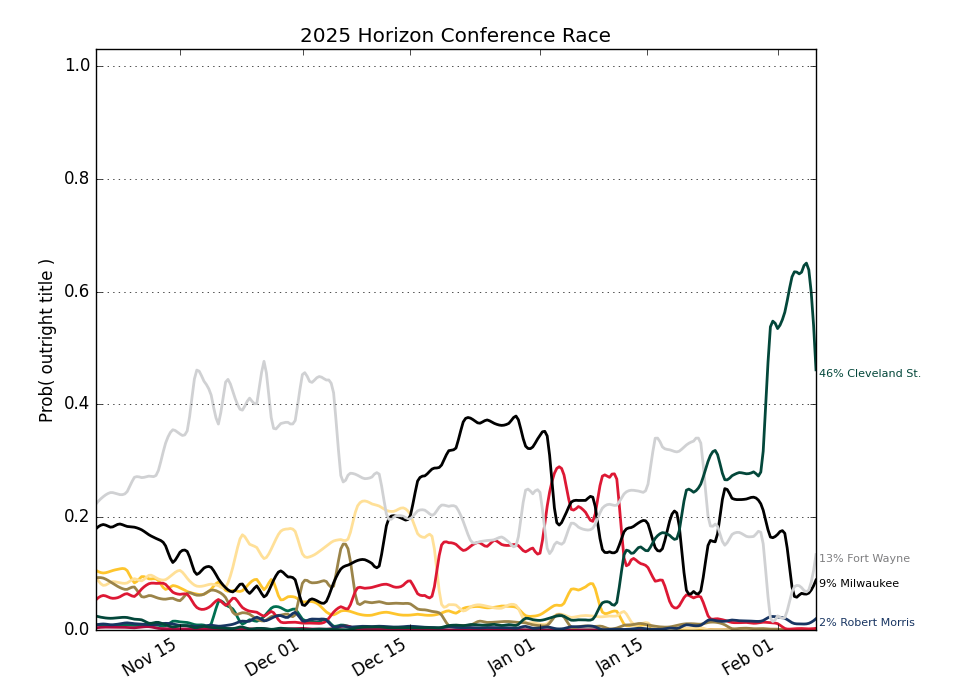 2025 Horizon Conference Race
Prob( outright title )
1.0
0.8
0.6
0.4
0.2
0.0
Nov 15
Dec 01
Dec 15
Jan 01
Jan 15
Feb 01
46% Cleveland St.
13% Fort Wayne
9% Milwaukee
2% Robert Morris